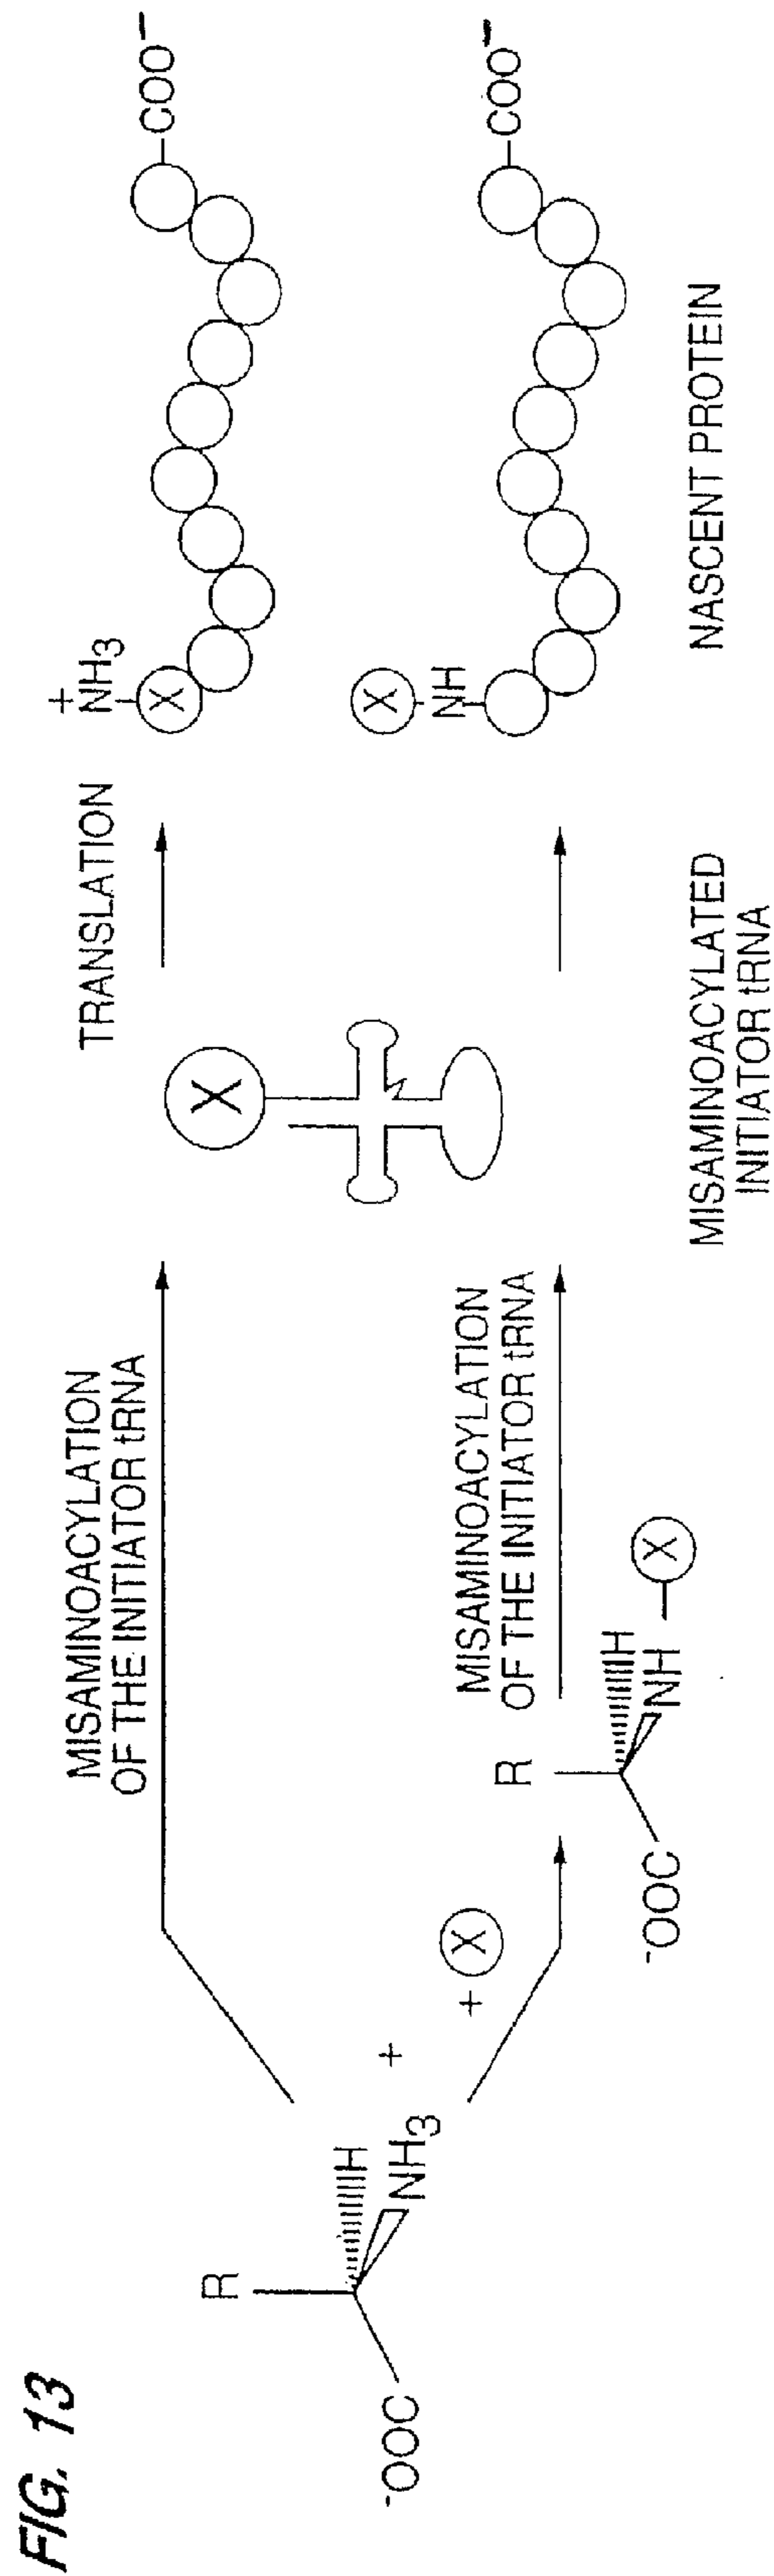 FIG. 13
R
H
NH3
+
-OOC
MISAMINOACYLATION
OF THE INITIATOR tRNA
+ X
R
H
NH
X
-OOC
MISAMINOACYLATION
OF THE INITIATOR tRNA
X
MISAMINOACYLATED
INITIATOR tRNA
TRANSLATION
+
NH3
X
COO-
X
NH
COO-
NASCENT PROTEIN